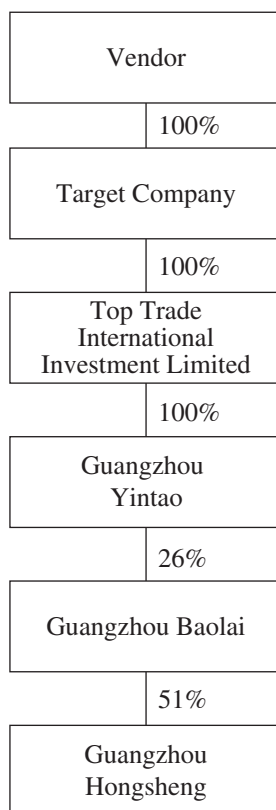 Vendor
100%
Target Company
100%
Top Trade
International
Investment Limited
100%
Guangzhou
Yintao
26%
Guangzhou Baolai
51%
Guangzhou
Hongsheng